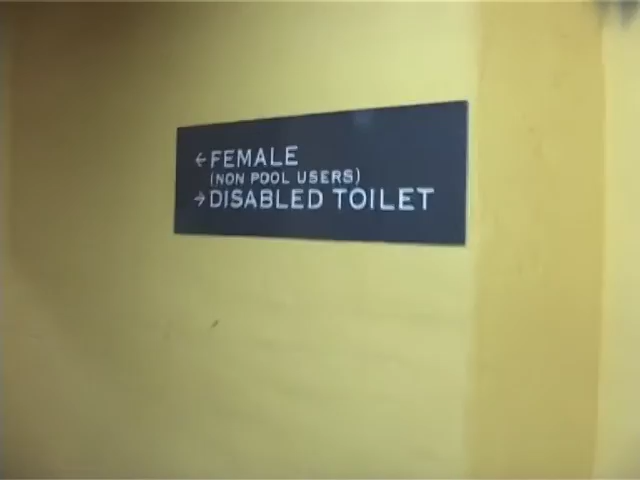 ←FEMALE
(NON POOL USERS)
→DISABLED TOILET